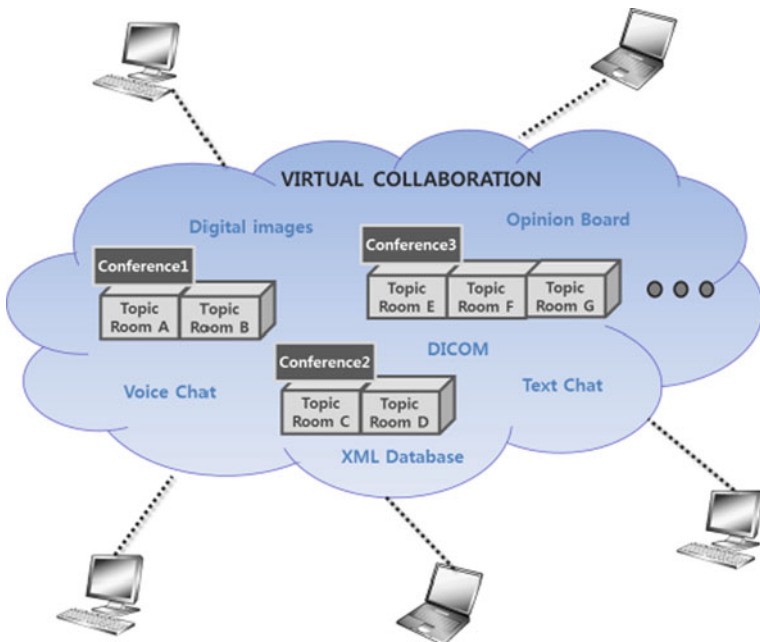 VIRTUAL COLLABORATION
Digital images
Opinion Board
Conference1
Conference3
Topic
Room A
Topic
Room B
Topic
Room E
Topic
Room F
Topic
Room G
Conference2
DICOM
Voice Chat
Text Chat
Topic
Room C
Topic
Room D
XML Database